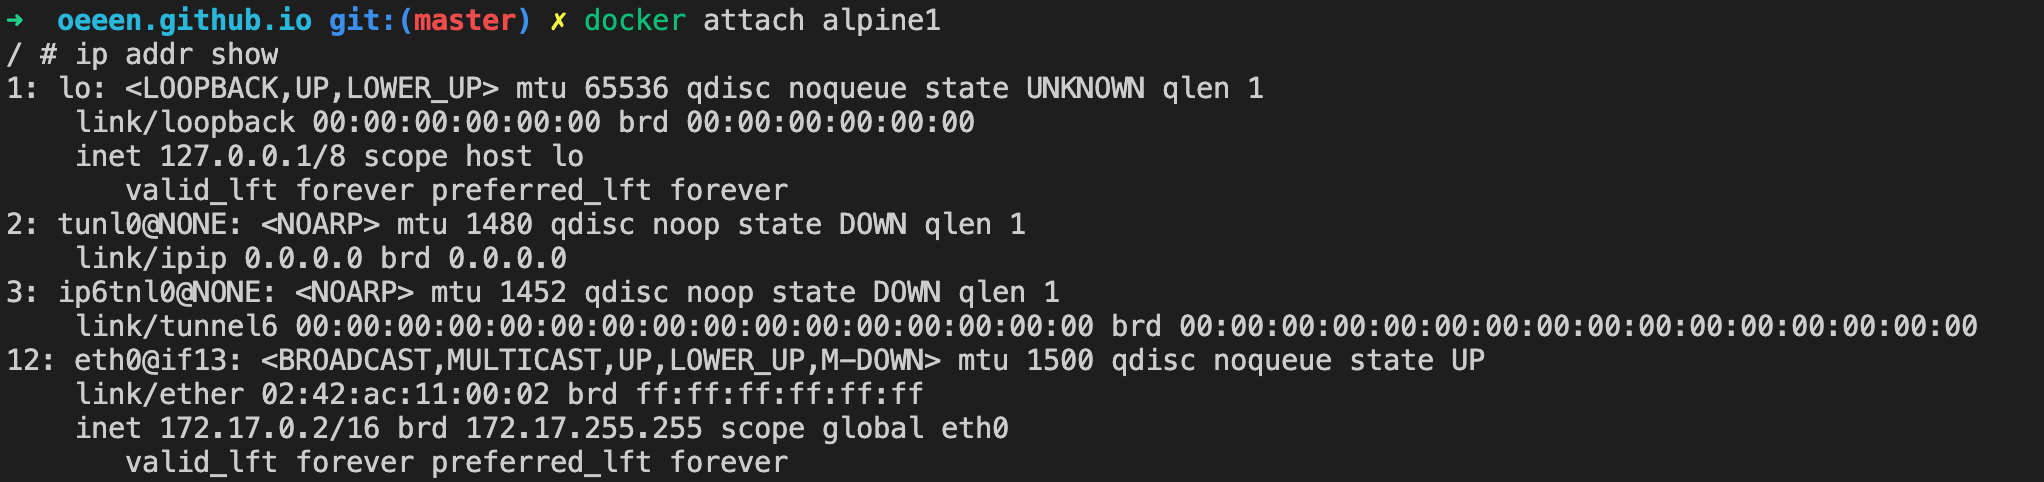 ➜  oeeen.github.io git:(master) ✗ docker attach alpine1
/ # ip addr show
1: lo: <LOOPBACK,UP,LOWER_UP> mtu 65536 qdisc noqueue state UNKNOWN qlen 1
    link/loopback 00:00:00:00:00:00 brd 00:00:00:00:00:00
    inet 127.0.0.1/8 scope host lo
       valid_lft forever preferred_lft forever
2: tunl0@NONE: <NOARP> mtu 1480 qdisc noop state DOWN qlen 1
    link/ipip 0.0.0.0 brd 0.0.0.0
3: ip6tnl0@NONE: <NOARP> mtu 1452 qdisc noop state DOWN qlen 1
    link/tunnel6 00:00:00:00:00:00:00:00:00:00:00:00:00:00:00:00 brd 00:00:00:00:00:00:00:00:00:00:00:00:00:00:00:00
12: eth0@if13: <BROADCAST,MULTICAST,UP,LOWER_UP,M-DOWN> mtu 1500 qdisc noqueue state UP
    link/ether 02:42:ac:11:00:02 brd ff:ff:ff:ff:ff:ff
    inet 172.17.0.2/16 brd 172.17.255.255 scope global eth0
       valid_lft forever preferred_lft forever